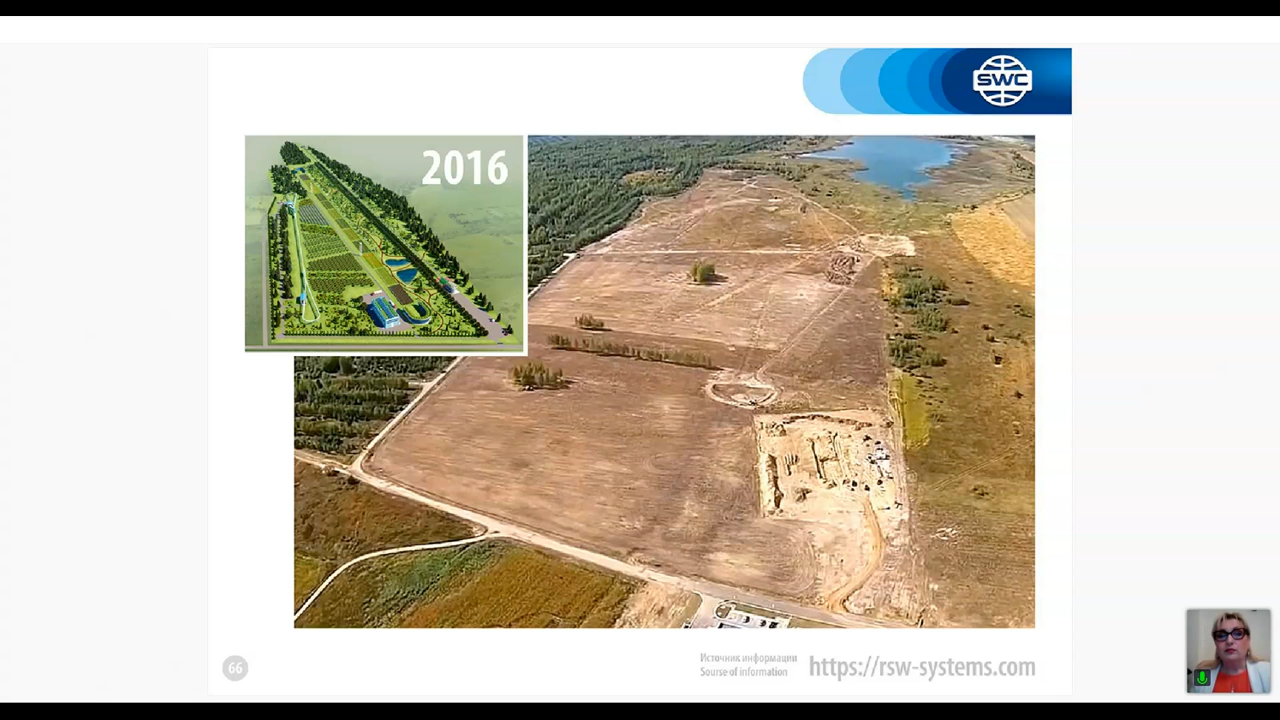 SWC
2016
66
Источник информации
Sourse of information
https://rsw-systems.com